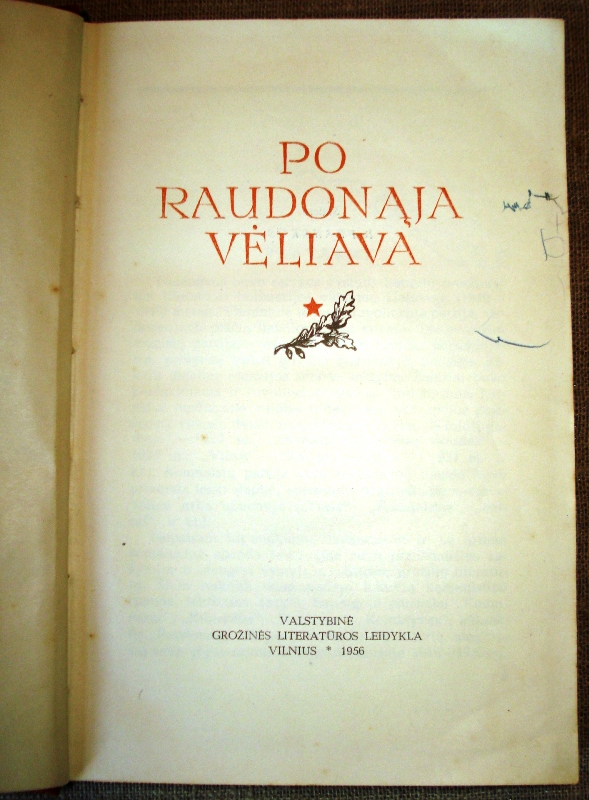 PO
RAUDONĄJA
VĖLIAVA
VALSTYBINĖ
GROŽINĖS LITERATŪROS LEIDYKLA
VILNIUS * 1956